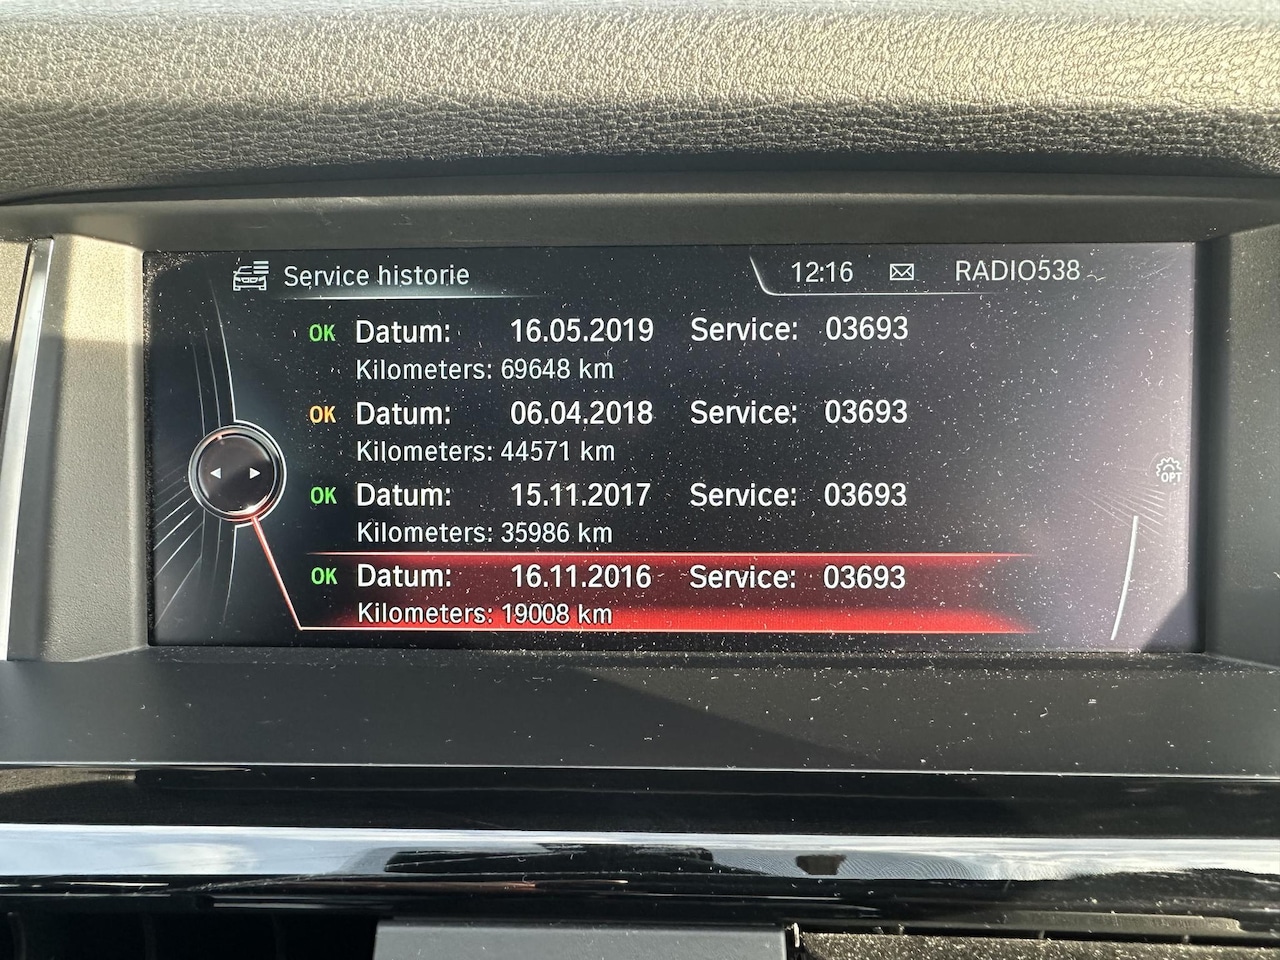 Service historie 12:16 RADIO538
OK Datum: 16.05.2019 Service: 03693
Kilometers: 69648 km
OK Datum: 06.04.2018 Service: 03693
Kilometers: 44571 km
OK Datum: 15.11.2017 Service: 03693
Kilometers: 35986 km
OPT
OK Datum: 16.11.2016 Service: 03693
Kilometers: 19008 km